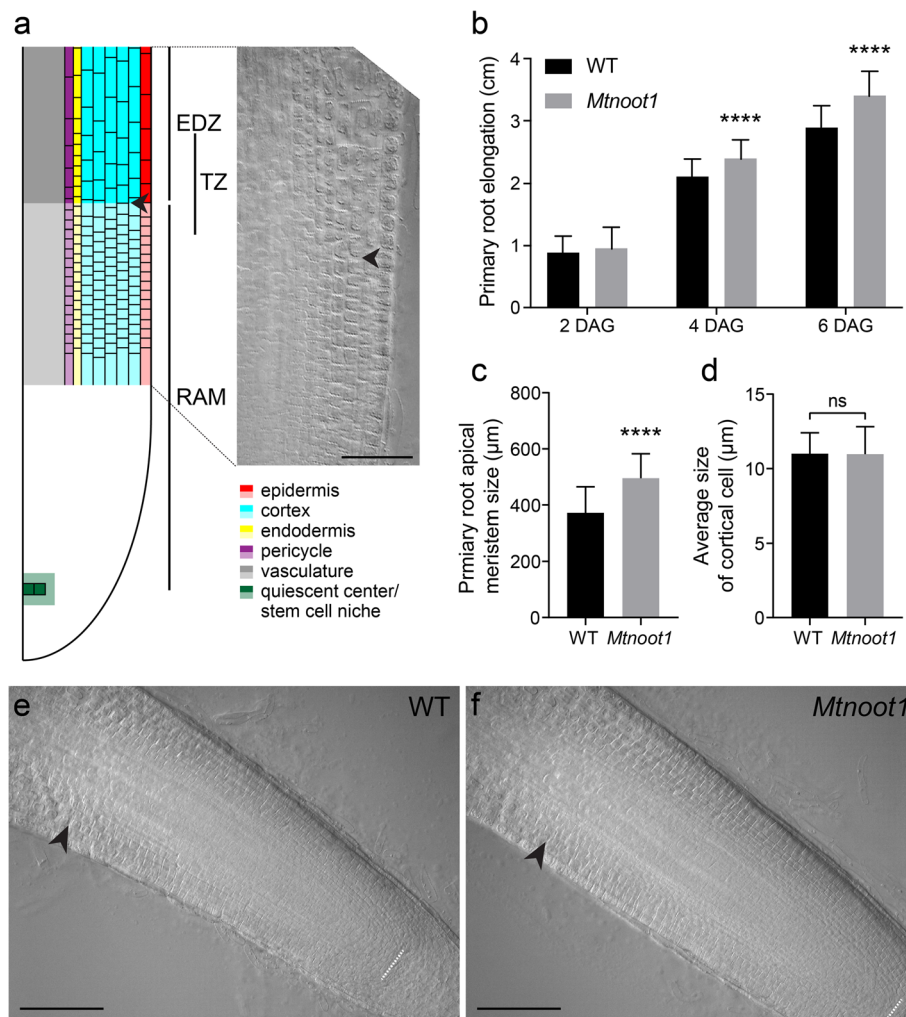 a
EDZ
TZ
RAM
epidermis
cortex
endodermis
pericycle
vasculature
quiescent center/
stem cell niche
b
Primary root elongation (cm)
4
3
2
1
0
WT
Mtnoot1
****
****
2 DAG
4 DAG
6 DAG
c
Prmiary root apical
meristem size (µm)
800
600
400
200
0
****
WT
Mtnoot1
d
Average size
of cortical cell (µm)
15
10
5
0
ns
WT
Mtnoot1
e
WT
f
Mtnoot1